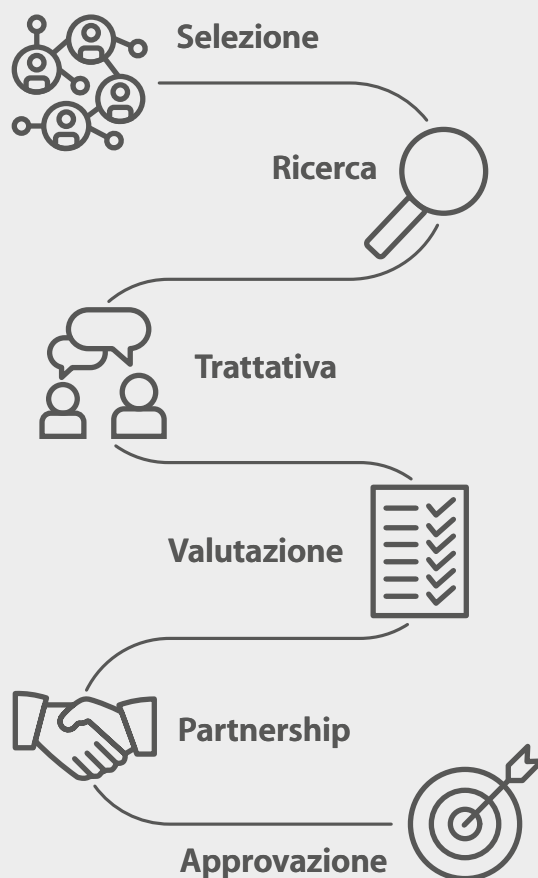 Selezione
Ricerca
Trattativa
Valutazione
Partnership
Approvazione